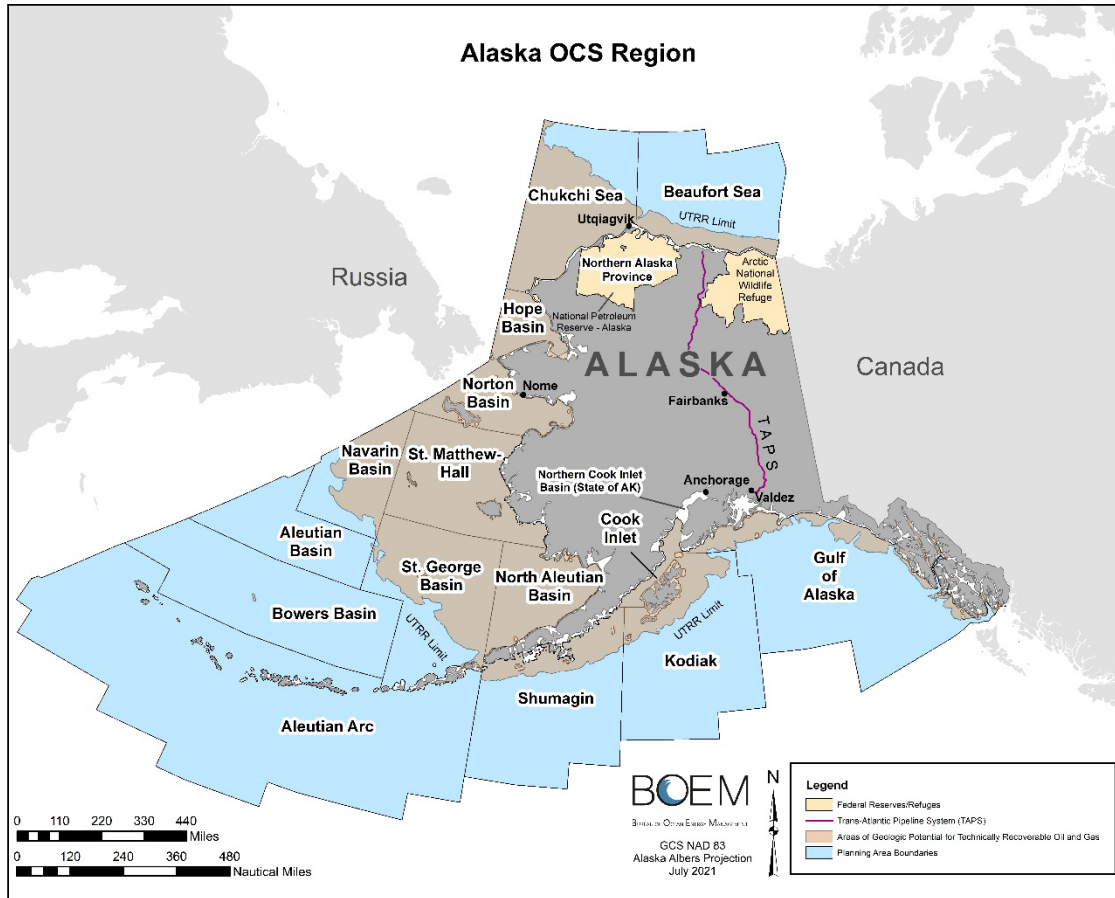 Alaska OCS Region
Beaufort Sea
Chukchi Sea
UTRR Limit
Utqiagvik
Northern Alaska
Province
Arctic
National
Wildlife
Refuge
Russia
Hope
Basin
National Petroleum
Reserve - Alaska
ALASKA
Canada
Norton
Basin
Nome
Fairbanks
TAPS
Navarin
Basin
St. Matthew-
Hall
Northern Cook Inlet
Basin (State of AK)
Anchorage
Valdez
Cook
Inlet
Aleutian
Basin
St. George
Basin
North Aleutian
Basin
Gulf
of
Alaska
Bowers Basin
UTRR Limit
UTRR Limit
Kodiak
Shumagin
Aleutian Arc
BOEM
BUREAU OF OCEAN ENERGY MANAGEMENT
GCS NAD 83
Alaska Albers Projection
July 2021
N
Legend
Federal Reserves/Refuges
Trans-Atlantic Pipeline System (TAPS)
Areas of Geologic Potential for Technically Recoverable Oil and Gas
Planning Area Boundaries
0 110 220 330 440
Miles
0 120 240 360 480
Nautical Miles